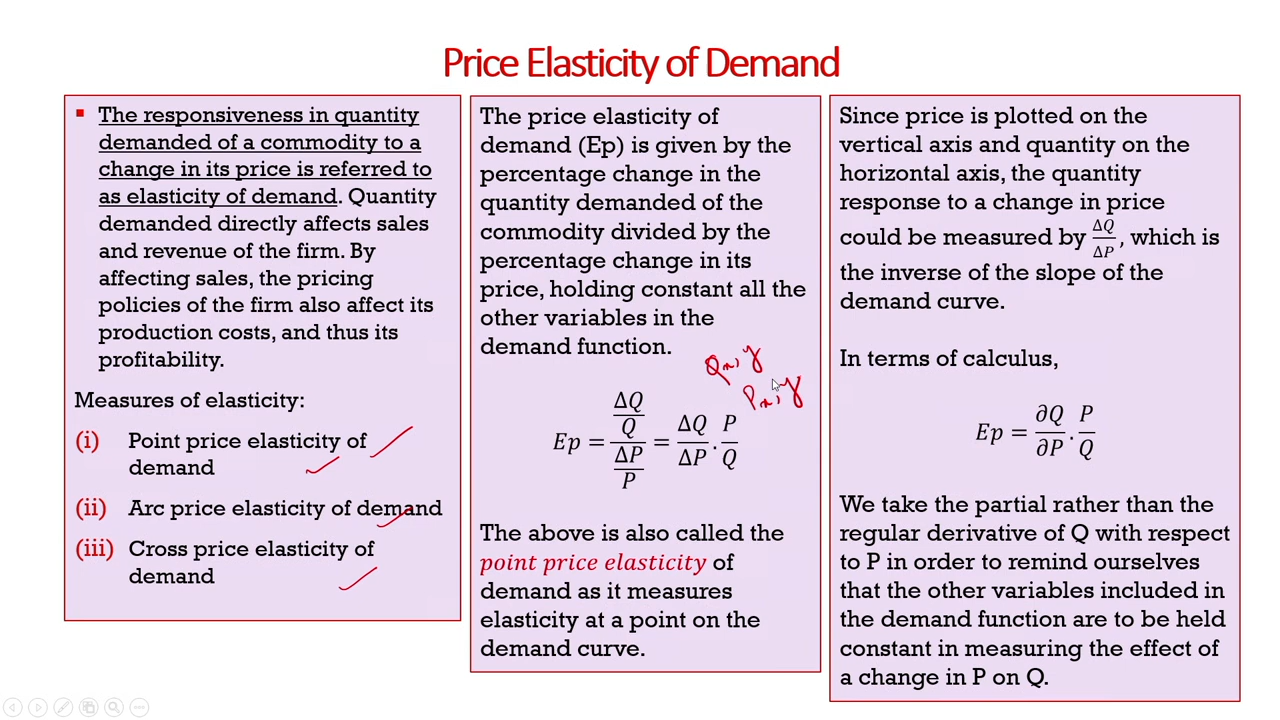 Price Elasticity of Demand
▪ The responsiveness in quantity
demanded of a commodity to a
change in its price is referred to
as elasticity of demand. Quantity
demanded directly affects sales
and revenue of the firm. By
affecting sales, the pricing
policies of the firm also affect its
production costs, and thus its
profitability.
Measures of elasticity:
(i) Point price elasticity of
demand
(ii) Arc price elasticity of demand
(iii) Cross price elasticity of
demand
The price elasticity of
demand (Ep) is given by the
percentage change in the
quantity demanded of the
commodity divided by the
percentage change in its
price, holding constant all the
other variables in the
demand function.
Ep = (ΔQ/Q)/(ΔP/P) = ΔQ/ΔP . P/Q
The above is also called the
point price elasticity of
demand as it measures
elasticity at a point on the
demand curve.
Since price is plotted on the
vertical axis and quantity on the
horizontal axis, the quantity
response to a change in price
could be measured by ΔQ/ΔP, which is
the inverse of the slope of the
demand curve.
In terms of calculus,
Ep = ∂Q/∂P . P/Q
We take the partial rather than the
regular derivative of Q with respect
to P in order to remind ourselves
that the other variables included in
the demand function are to be held
constant in measuring the effect of
a change in P on Q.